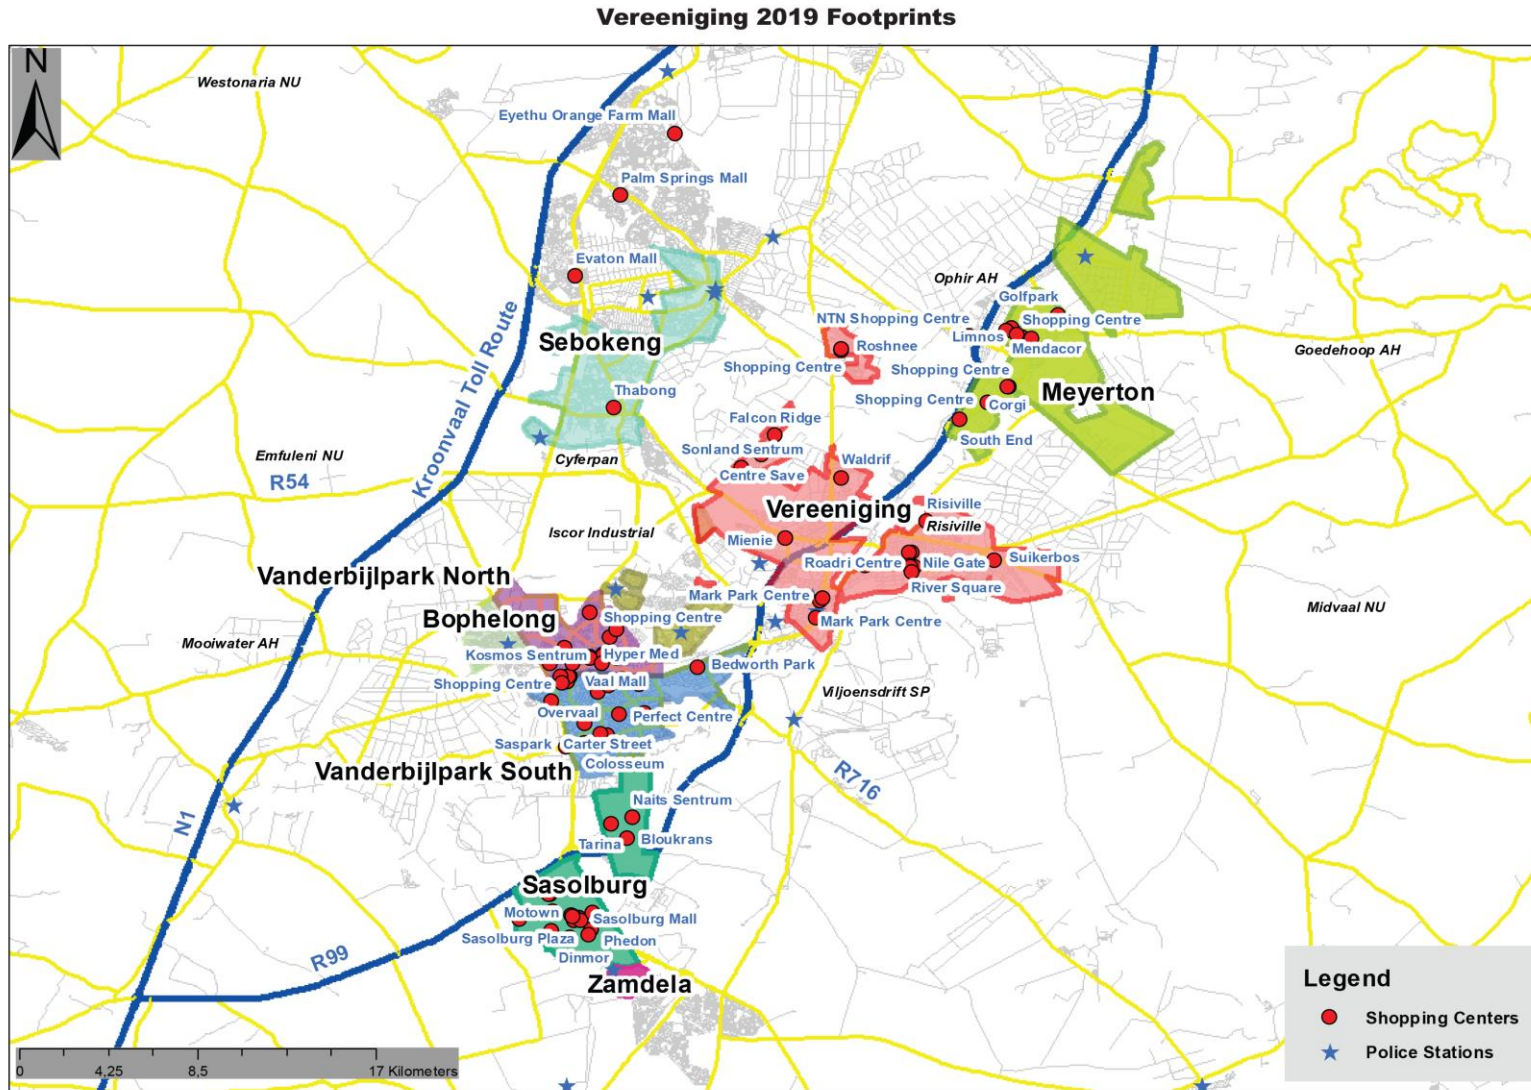 Vereeniging 2019 Footprints
N
Westonaria NU
Eyethu Orange Farm Mall
Palm Springs Mall
Evaton Mall
Ophir AH
Golfpark
NTN Shopping Centre
Shopping Centre
Sebokeng
Limnos
Roshnee
Mendacor
Goedehoop AH
Kroonvaal Toll Route
Shopping Centre
Shopping Centre
Thabong
Meyerton
Shopping Centre
Corgi
Falcon Ridge
South End
Sonland Sentrum
Emfuleni NU
Cyferpan
Waldrif
Centre Save
R54
Vereeniging
Risiville
Risiville
Iscor Industrial
Mienie
Roadri Centre
Nile Gate
Suikerbos
Vanderbijlpark North
River Square
Mark Park Centre
Midvaal NU
Bophelong
Shopping Centre
Mark Park Centre
Mooiwater AH
Kosmos Sentrum
Hyper Med
Bedworth Park
Shopping Centre
Vaal Mall
Viljoensdrift SP
Overvaal
Perfect Centre
Saspark
Carter Street
Colosseum
Vanderbijlpark South
R716
Naits Sentrum
N1
Tarina
Bloukrans
Sasolburg
Motown
Sasolburg Mall
Sasolburg Plaza
Phedon
R99
Dinmor
Zamdela
Legend
Shopping Centers
Police Stations
0 4,25 8,5 17 Kilometers